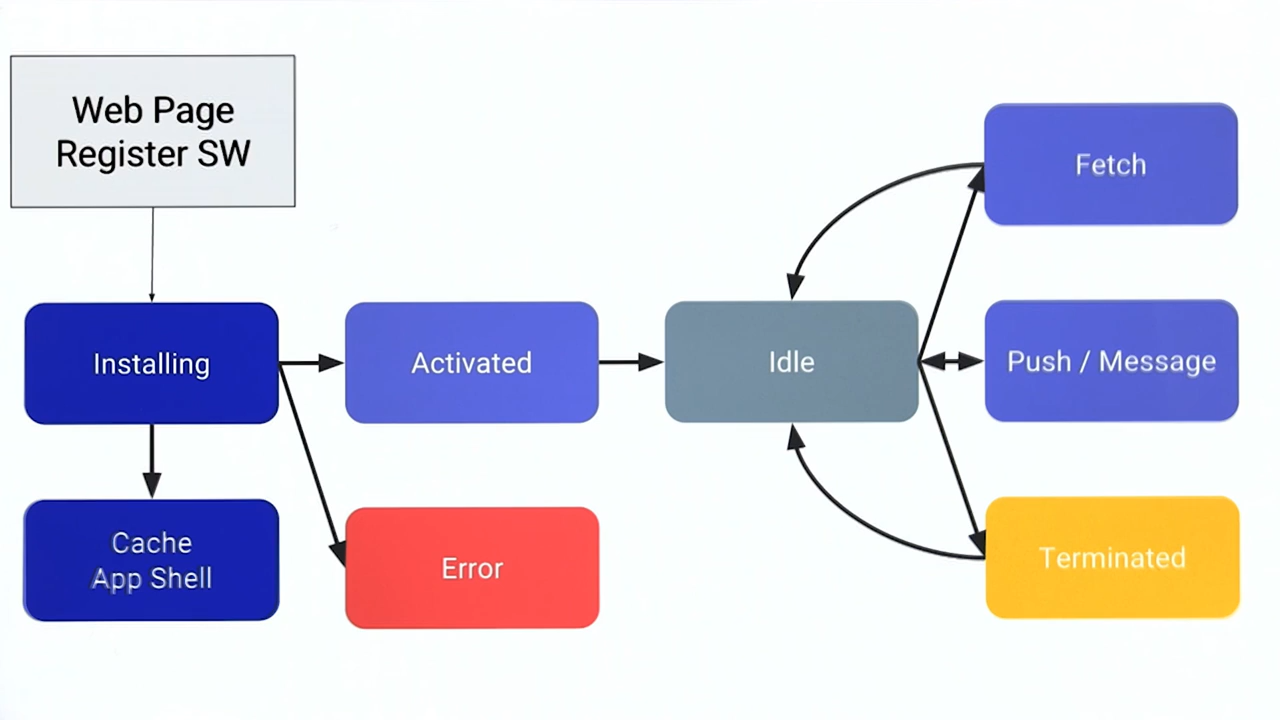 Web Page
Register SW
Installing
Activated
Idle
Fetch
Push / Message
Terminated
Cache
App Shell
Error